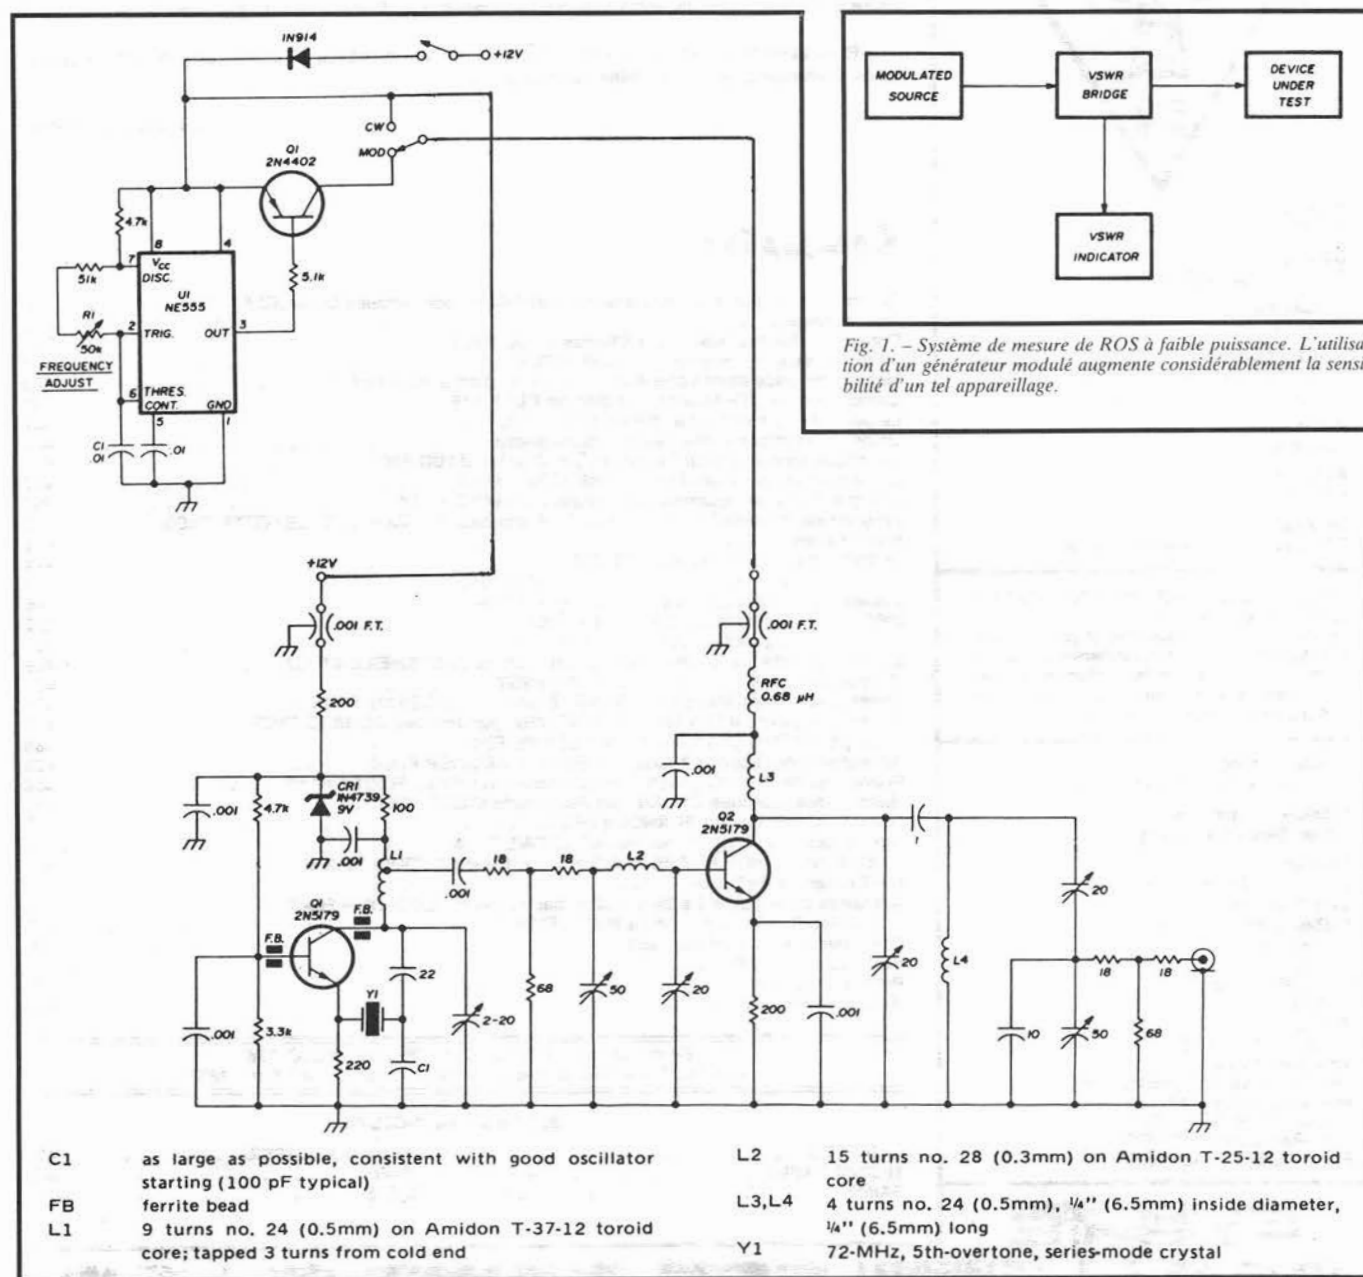 1N914
+12V
CW
MOD
Q1
2N4402
4.7k
8
4
7
VCC
DISC.
51k
U1
NE555
5.1k
R1
50k
2
TRIG.
OUT
3
FREQUENCY
ADJUST
6
THRES.
CONT.
GND
5
1
C1
.01
.01
MODULATED
SOURCE
VSWR
BRIDGE
DEVICE
UNDER
TEST
VSWR
INDICATOR
Fig. 1. – Système de mesure de ROS à faible puissance. L'utilisa-
tion d'un générateur modulé augmente considérablement la sensi-
bilité d'un tel appareillage.
+12V
.001 F.T.
.001 F.T.
200
RFC
0.68 µH
.001
L3
.001
4.7k
CR1
1N4739
9V
100
.001
L1
.001
18
18
L2
Q2
2N5179
1
20
Q1
2N5179
F.B.
F.B.
22
68
50
20
20
L4
18
18
.001
3.3k
Y1
220
C1
2-20
200
.001
10
50
68
C1 as large as possible, consistent with good oscillator
starting (100 pF typical)
FB ferrite bead
L1 9 turns no. 24 (0.5mm) on Amidon T-37-12 toroid
core; tapped 3 turns from cold end
L2 15 turns no. 28 (0.3mm) on Amidon T-25-12 toroid
core
L3,L4 4 turns no. 24 (0.5mm), ¼'' (6.5mm) inside diameter,
¼'' (6.5mm) long
Y1 72-MHz, 5th-overtone, series-mode crystal